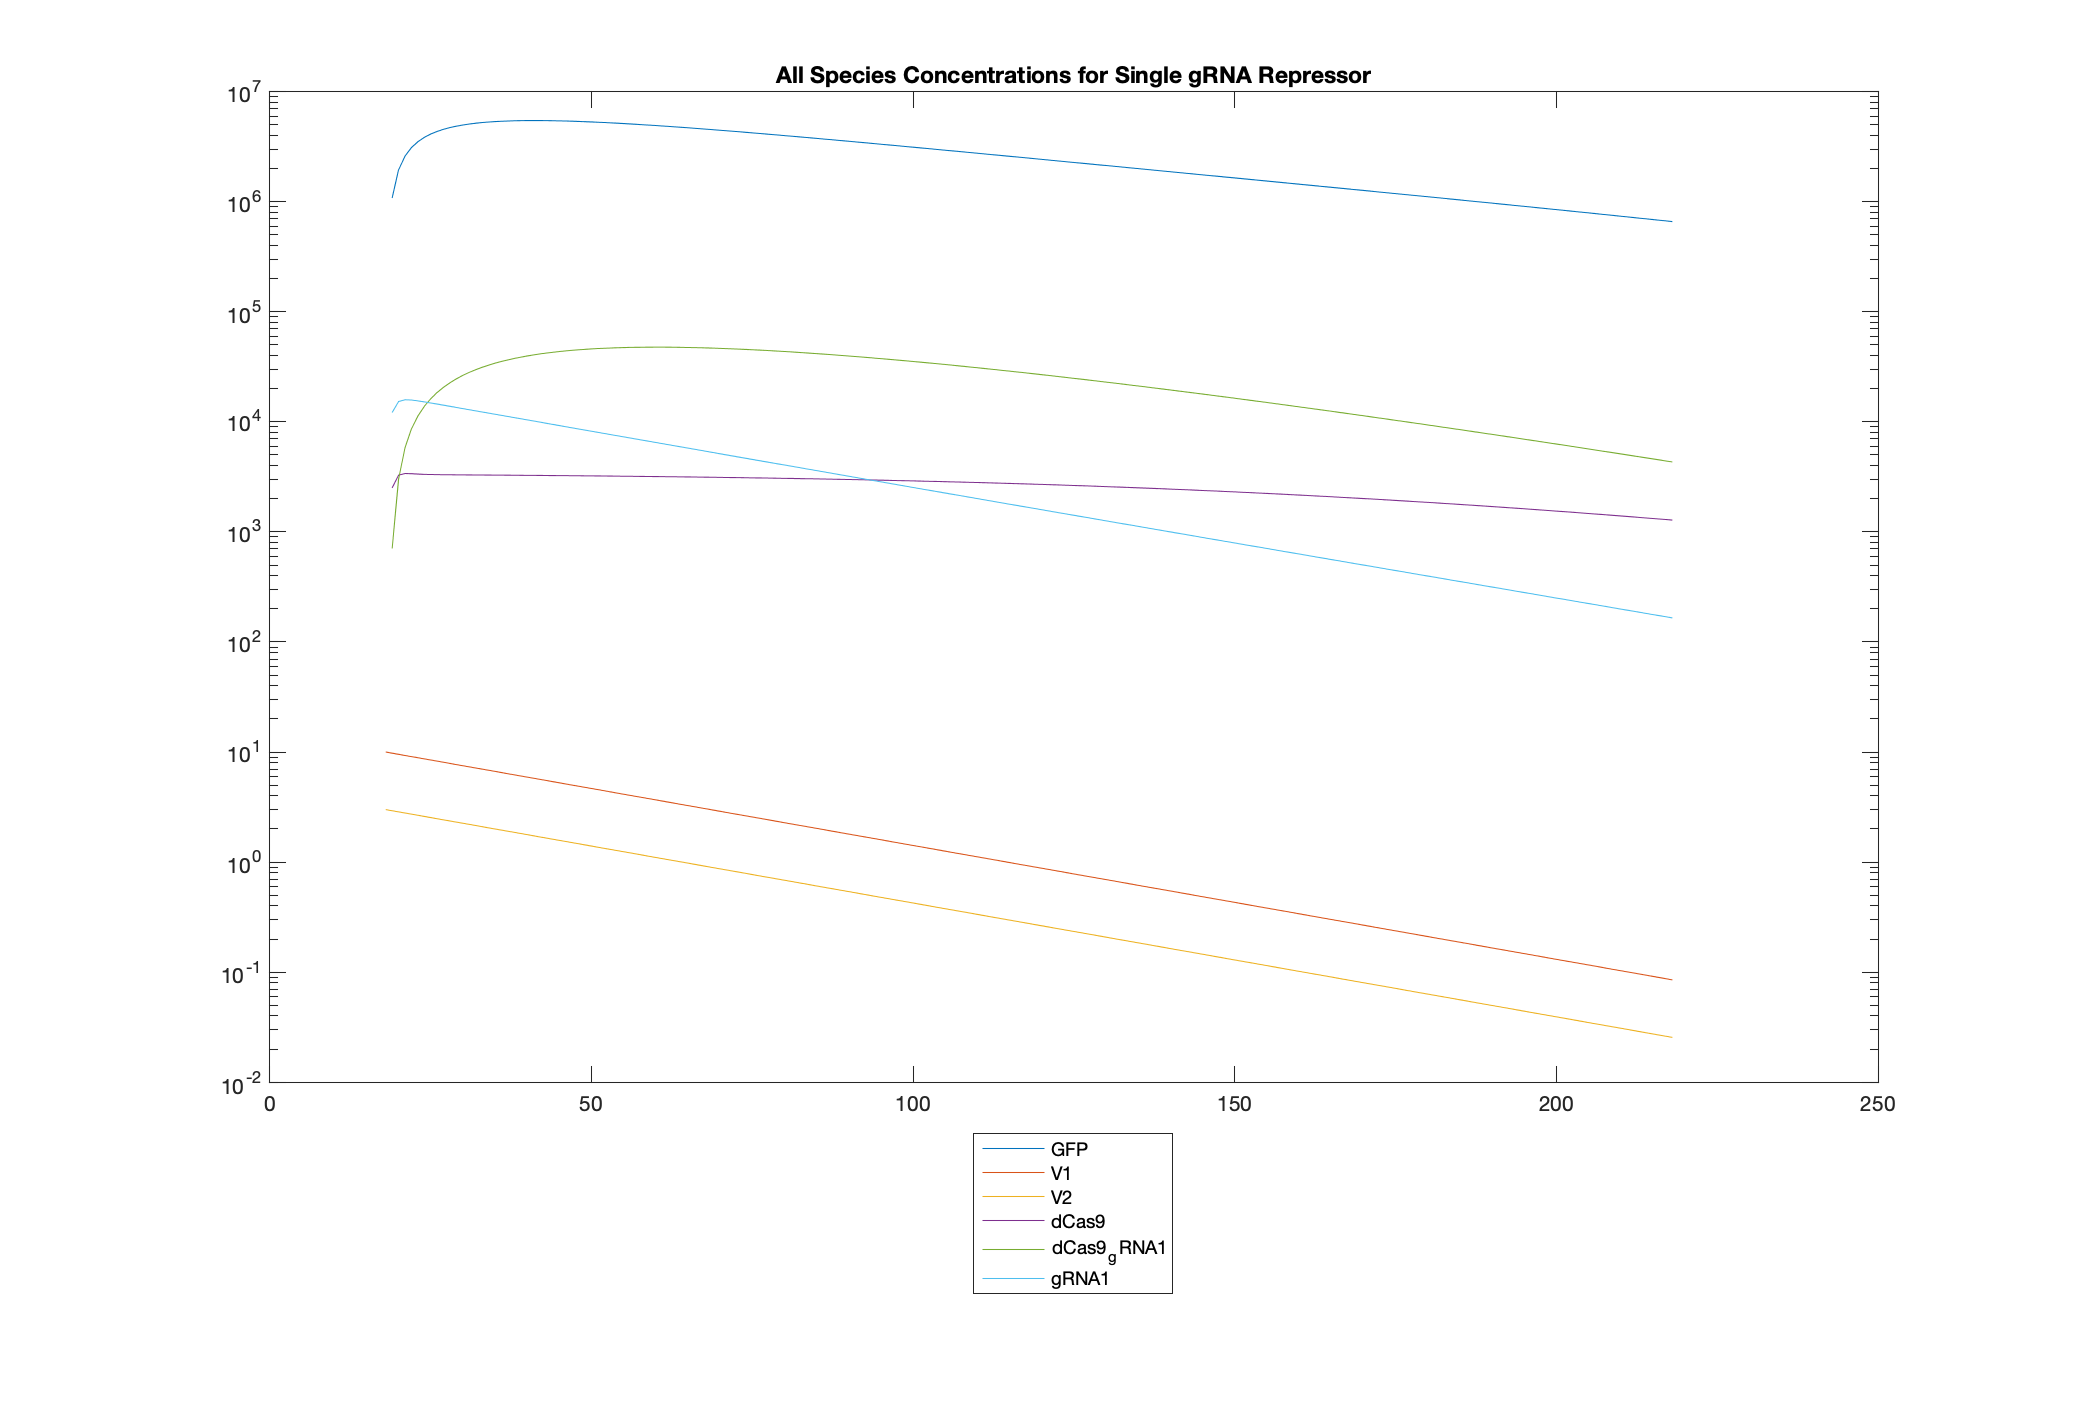 All Species Concentrations for Single gRNA Repressor
10^7
10^6
10^5
10^4
10^3
10^2
10^1
10^0
10^-1
10^-2
0 50 100 150 200 250
GFP
V1
V2
dCas9
dCas9_gRNA1
gRNA1